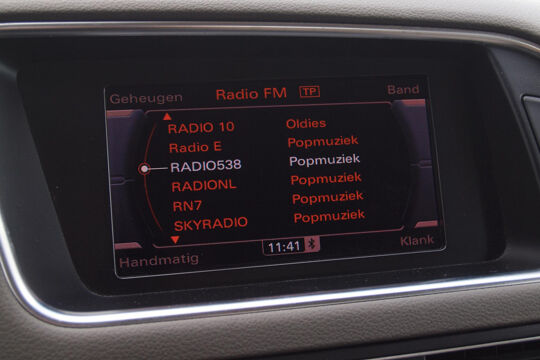 Geheugen Radio FM TP Band
RADIO 10 Oldies
Radio E Popmuziek
RADIO538 Popmuziek
RADIONL Popmuziek
RN7 Popmuziek
SKYRADIO Popmuziek
Handmatig 11:41 Klank